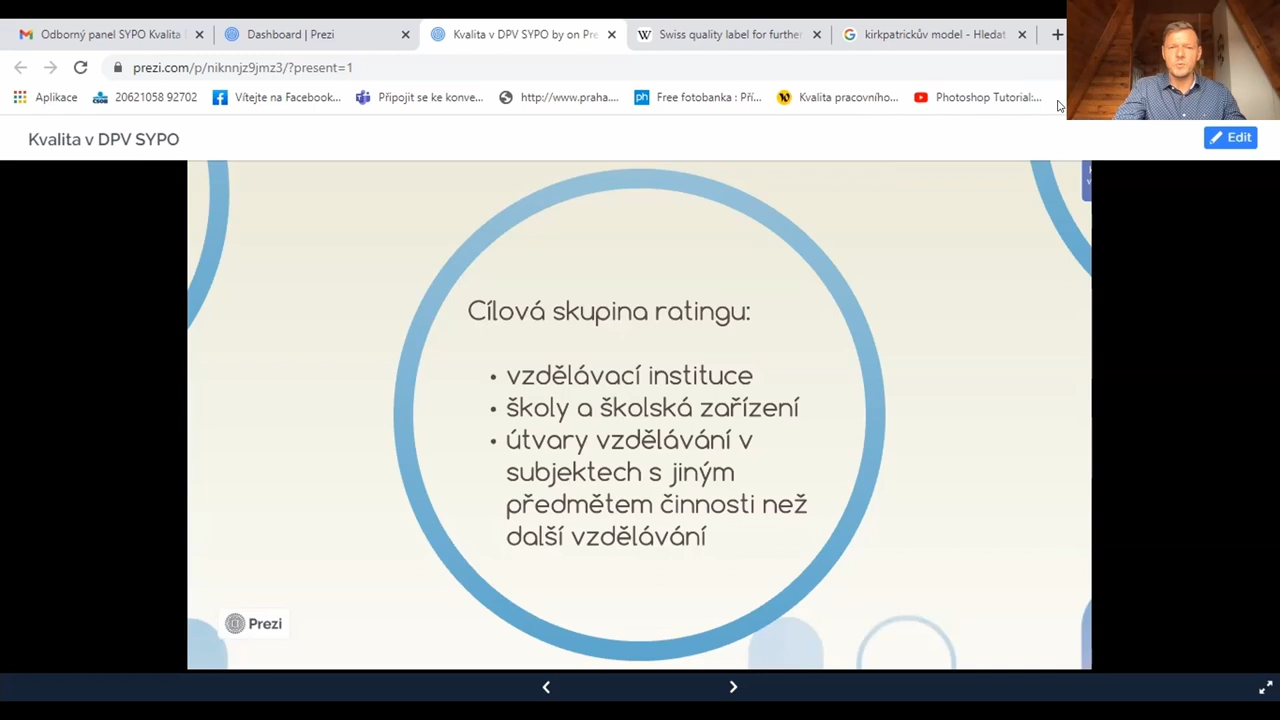 Odborný panel SYPO Kvalita
Dashboard | Prezi
Kvalita v DPV SYPO by on Pre
Swiss quality label for further
kirkpatrickův model - Hledat
prezi.com/p/niknnjz9jmz3/?present=1
Aplikace
20621058 92702
Vítejte na Facebook...
Připojit se ke konve...
http://www.praha....
Free fotobanka : Pří...
Kvalita pracovního...
Photoshop Tutorial:...
Kvalita v DPV SYPO
Edit
Cílová skupina ratingu:
• vzdělávací instituce
• školy a školská zařízení
• útvary vzdělávání v
subjektech s jiným
předmětem činnosti než
další vzdělávání
Prezi